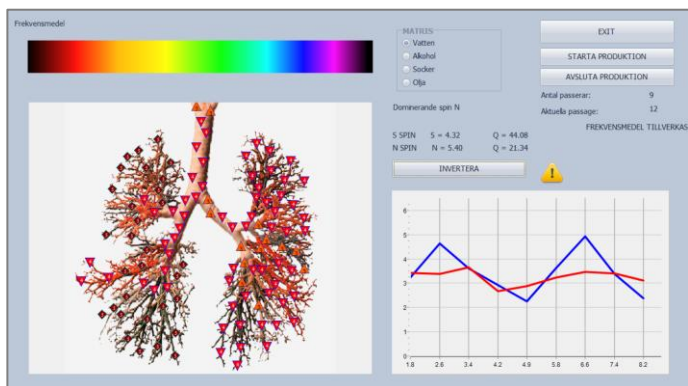 Frekvensmedel
MATRIS
Vatten
Alkohol
Socker
Olja
EXIT
STARTA PRODUKTION
AVSLUTA PRODUKTION
Antal passerar: 9
Aktuella passage: 12
FREKVENSMEDEL TILLVERKAS
Dominerande spin N
S SPIN S = 4.32 Q = 44.08
N SPIN N = 5.40 Q = 21.34
INVERTERA
6
5
4
3
2
1
0
1.8 2.6 3.4 4.2 4.9 5.8 6.6 7.4 8.2